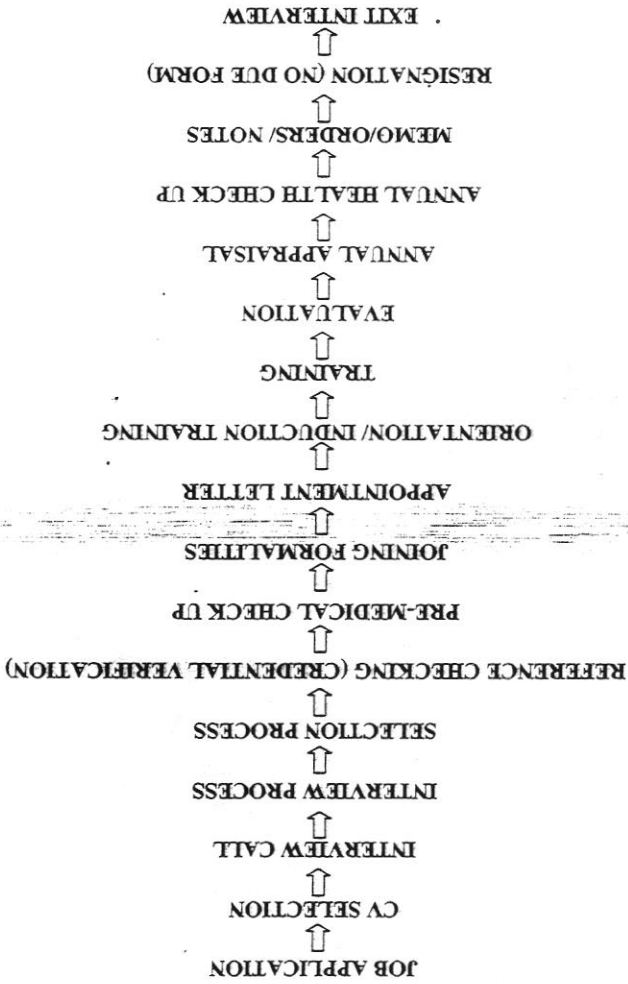 JOB APPLICATION
CV SELECTION
INTERVIEW CALL
INTERVIEW PROCESS
SELECTION PROCESS
REFERENCE CHECKING (CREDENTIAL VERIFICATION)
PRE-MEDICAL CHECK UP
JOINING FORMALITIES
APPOINTMENT LETTER
ORIENTATION/ INDUCTION TRAINING
TRAINING
EVALUATION
ANNUAL APPRAISAL
ANNUAL HEALTH CHECK UP
MEMO/ORDERS/ NOTES
RESIGNATION (NO DUE FORM)
EXIT INTERVIEW